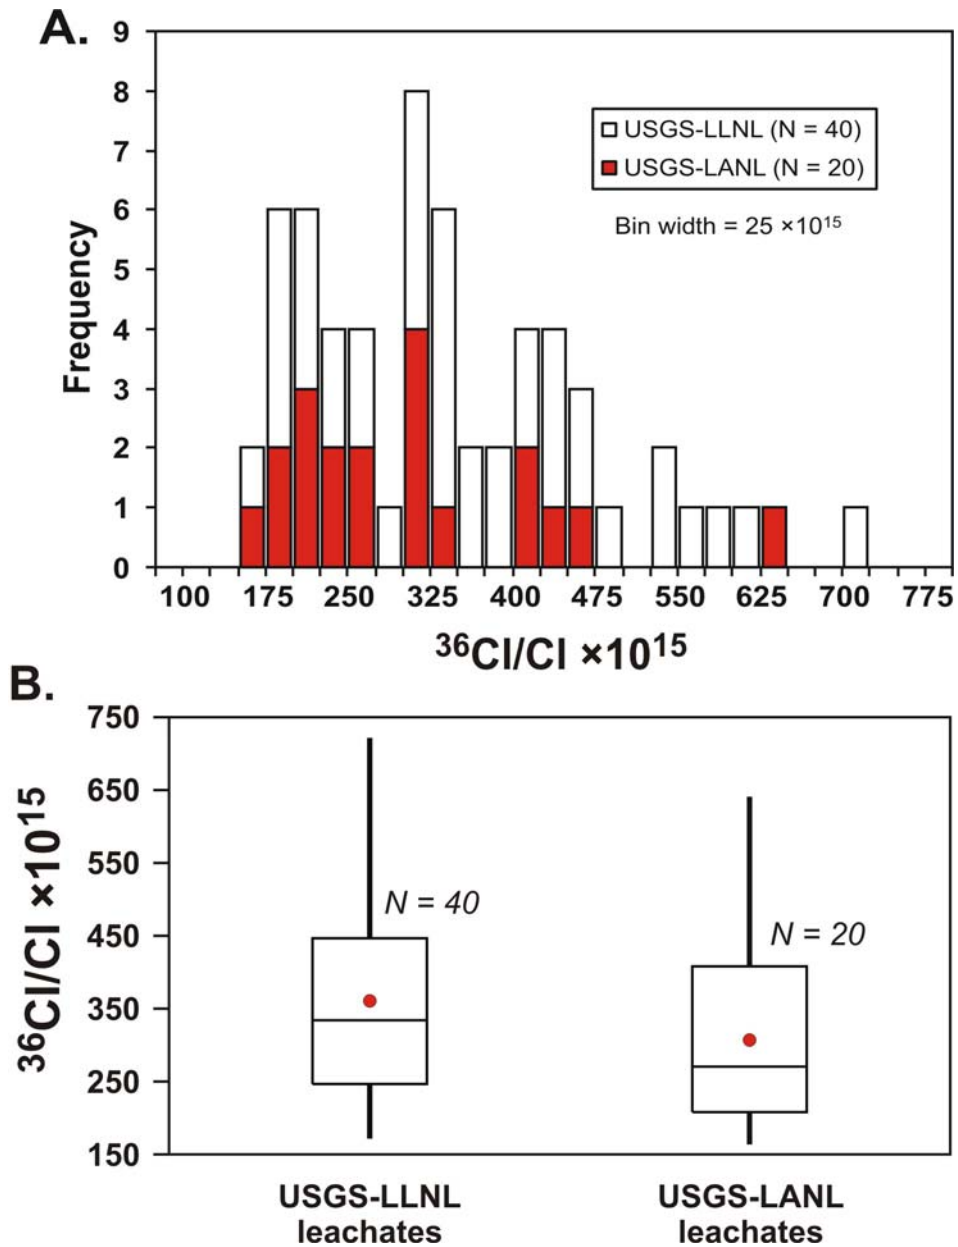 A.
9
8
7
6
5
4
3
2
1
0
Frequency
USGS-LLNL (N = 40)
USGS-LANL (N = 20)
Bin width = 25 ×10¹⁵
100 175 250 325 400 475 550 625 700 775
³⁶Cl/Cl ×10¹⁵
B.
750
650
550
450
350
250
150
³⁶Cl/Cl ×10¹⁵
N = 40
N = 20
USGS-LLNL
leachates
USGS-LANL
leachates